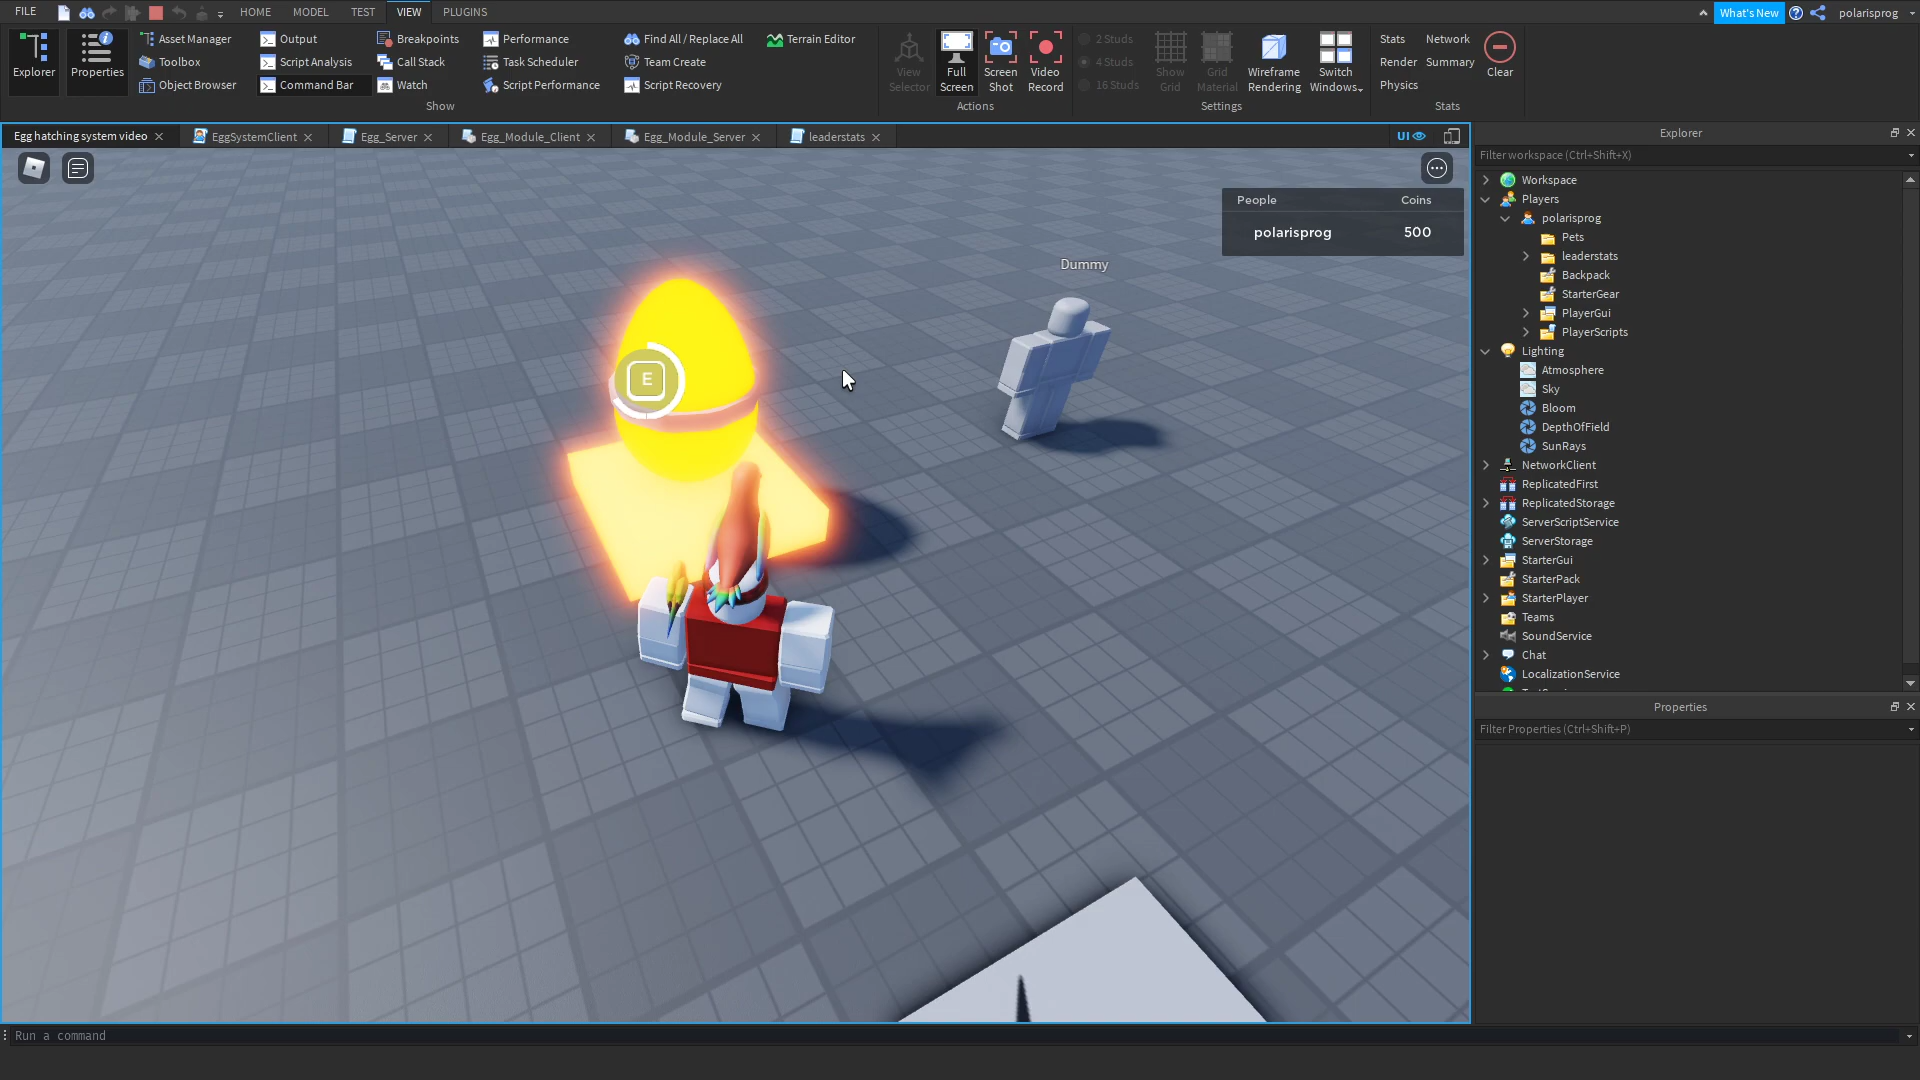 FILE HOME MODEL TEST VIEW PLUGINS What's New polarisprog
Explorer
Properties
Asset Manager
Toolbox
Object Browser
Output
Script Analysis
Command Bar
Breakpoints
Call Stack
Watch
Performance
Task Scheduler
Script Performance
Find All / Replace All
Team Create
Script Recovery
Terrain Editor
Show
View
Selector
Full
Screen
Screen
Shot
Video
Record
Actions
2 Studs
4 Studs
16 Studs
Show
Grid
Grid
Material
Wireframe
Rendering
Switch
Windows
Settings
Stats
Render
Physics
Network
Summary
Clear
Stats
Egg hatching system video EggSystemClient Egg_Server Egg_Module_Client Egg_Module_Server leaderstats UI
People Coins
polarisprog 500
Dummy
E
Explorer
Filter workspace (Ctrl+Shift+X)
Workspace
Players
polarisprog
Pets
leaderstats
Backpack
StarterGear
PlayerGui
PlayerScripts
Lighting
Atmosphere
Sky
Bloom
DepthOfField
SunRays
NetworkClient
ReplicatedFirst
ReplicatedStorage
ServerScriptService
ServerStorage
StarterGui
StarterPack
StarterPlayer
Teams
SoundService
Chat
LocalizationService
Properties
Filter Properties (Ctrl+Shift+P)
Run a command